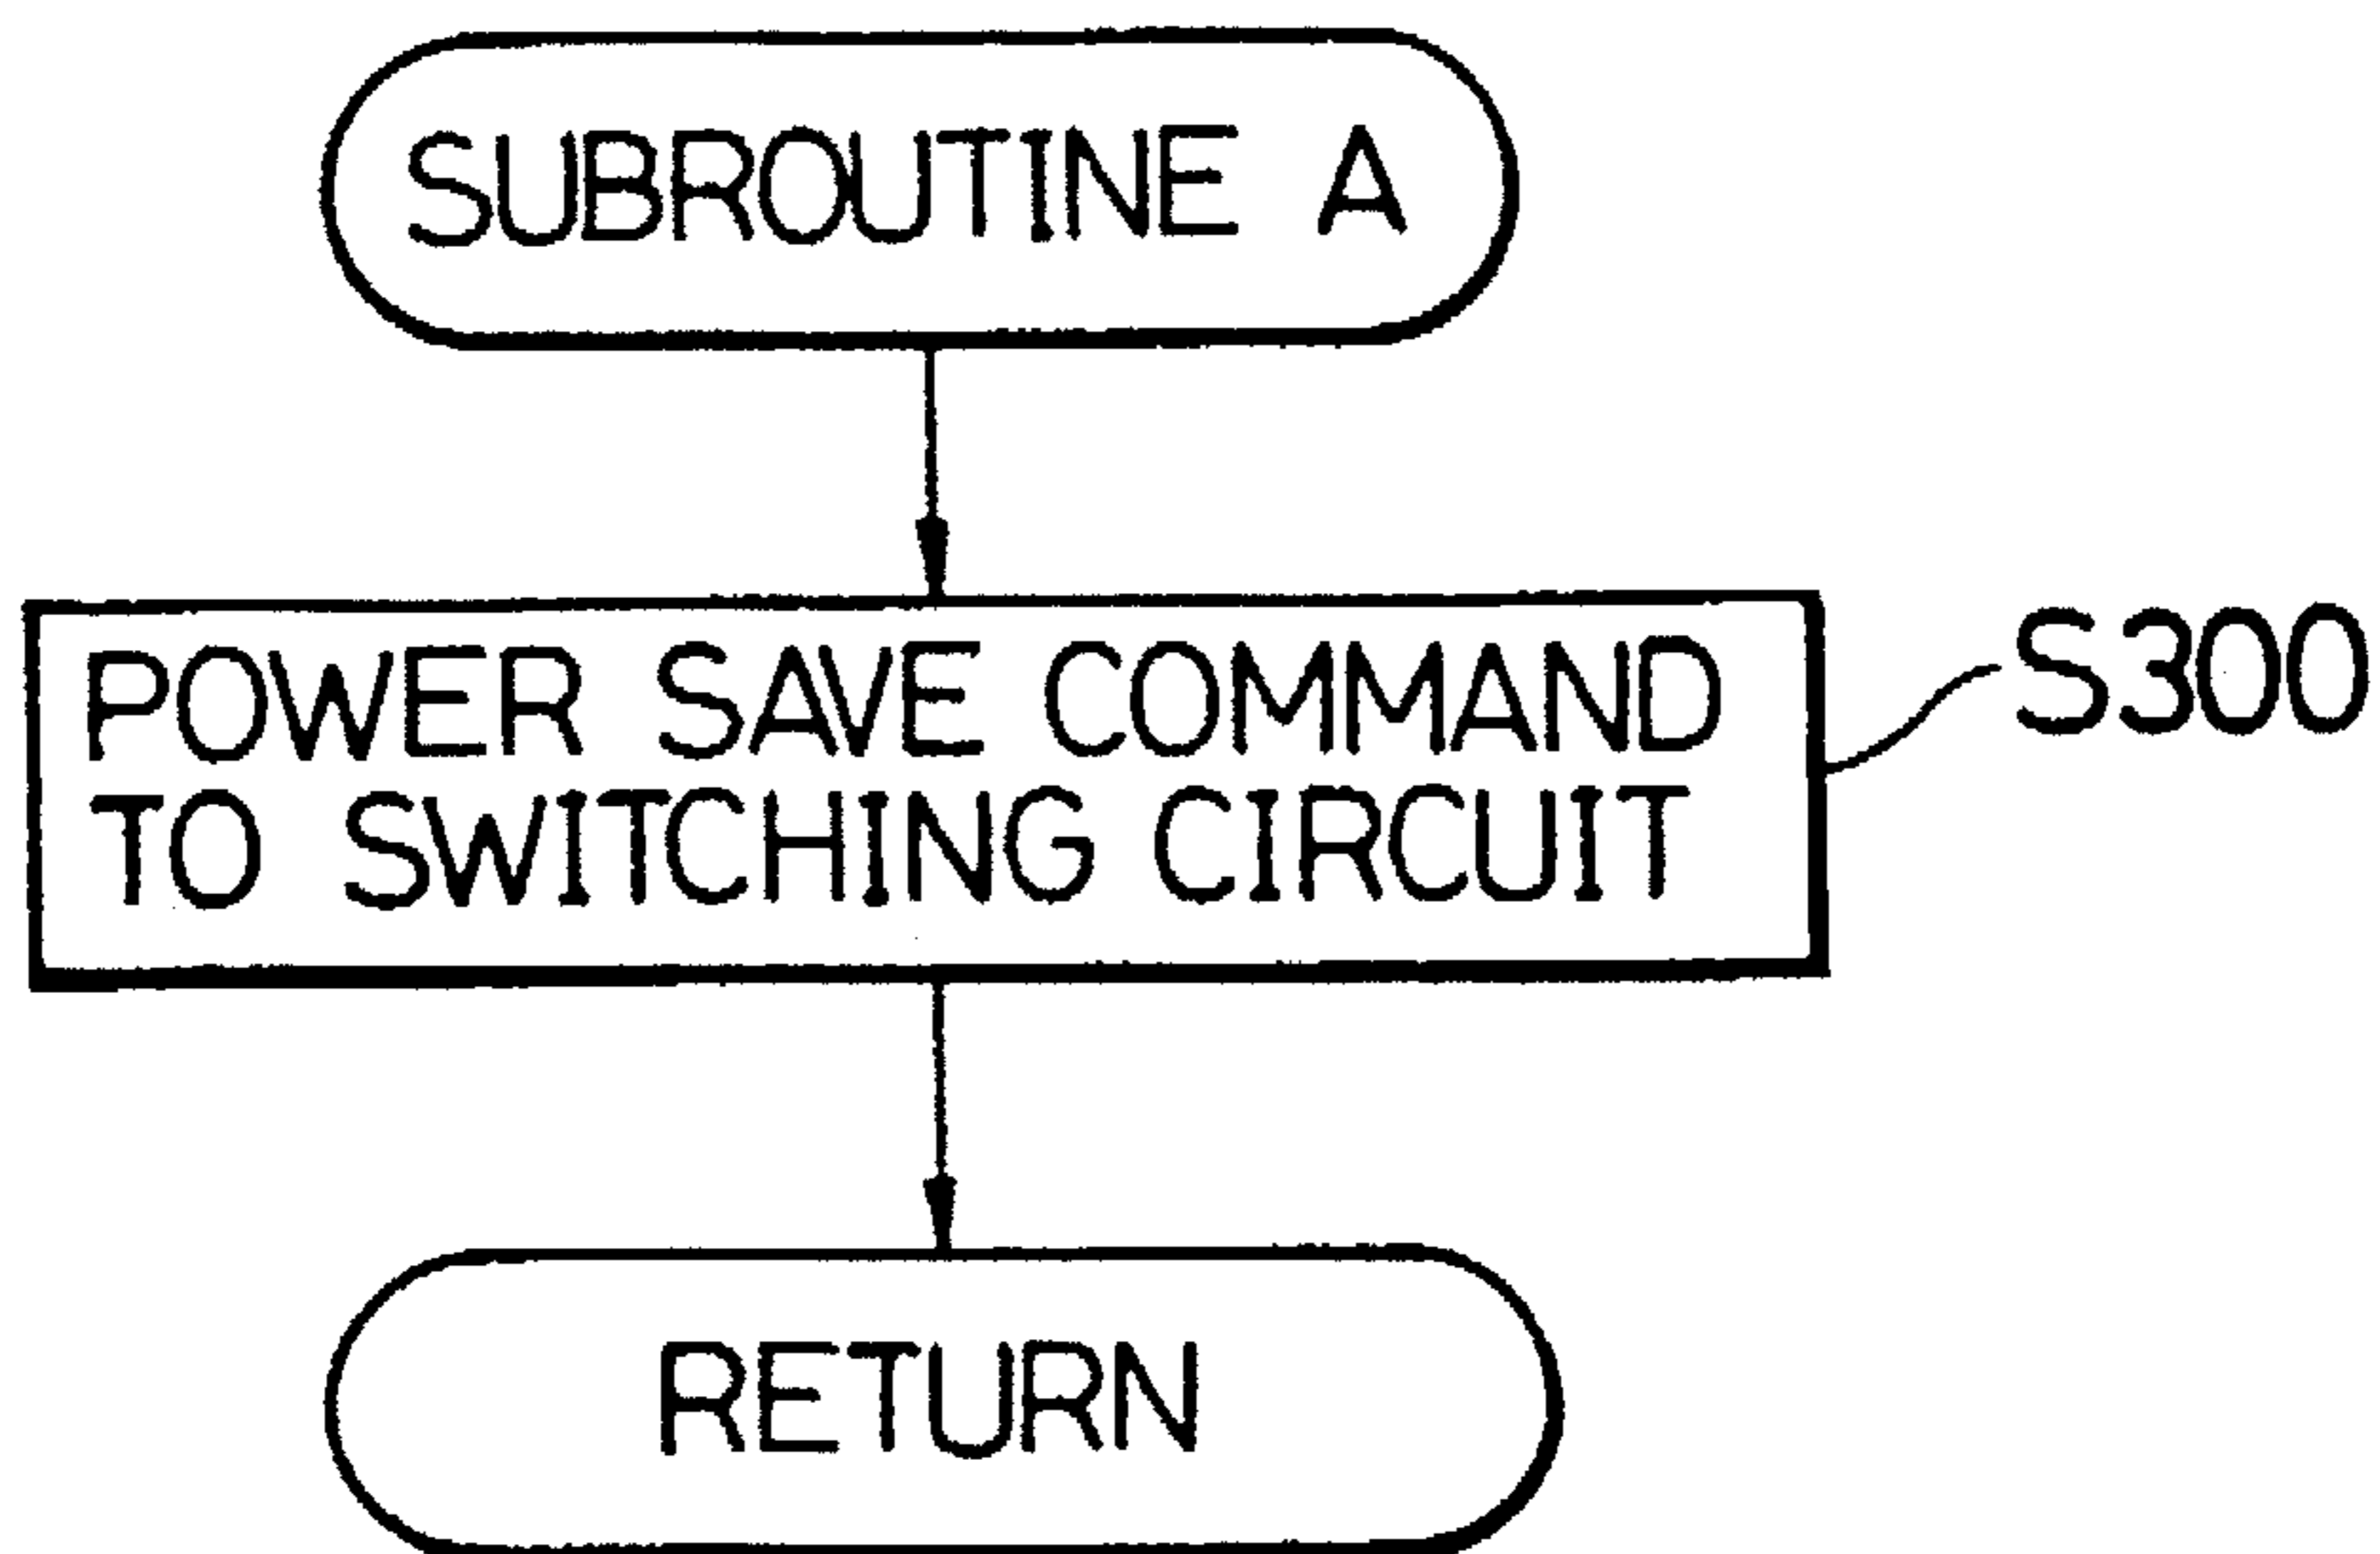 SUBROUTINE A
POWER SAVE COMMAND
TO SWITCHING CIRCUIT
S300
RETURN